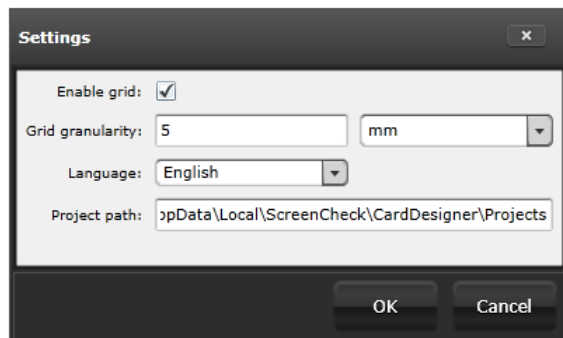 Settings
Enable grid:
Grid granularity: 5 mm
Language: English
Project path: ppData\Local\ScreenCheck\CardDesigner\Projects
OK Cancel